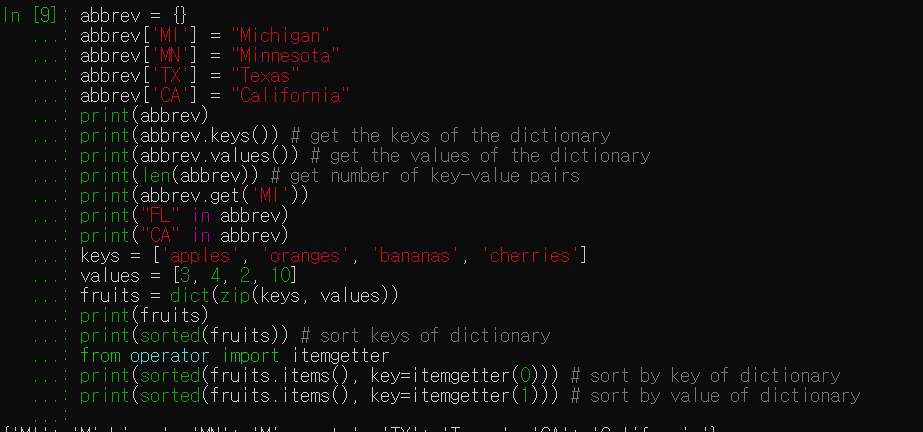 In [9]: abbrev = {}
...: abbrev['MI'] = "Michigan"
...: abbrev['MN'] = "Minnesota"
...: abbrev['TX'] = "Texas"
...: abbrev['CA'] = "California"
...: print(abbrev)
...: print(abbrev.keys()) # get the keys of the dictionary
...: print(abbrev.values()) # get the values of the dictionary
...: print(len(abbrev)) # get number of key-value pairs
...: print(abbrev.get('MI'))
...: print("FL" in abbrev)
...: print("CA" in abbrev)
...: keys = ['apples', 'oranges', 'bananas', 'cherries']
...: values = [3, 4, 2, 10]
...: fruits = dict(zip(keys, values))
...: print(fruits)
...: print(sorted(fruits)) # sort keys of dictionary
...: from operator import itemgetter
...: print(sorted(fruits.items(), key=itemgetter(0))) # sort by key of dictionary
...: print(sorted(fruits.items(), key=itemgetter(1))) # sort by value of dictionary
...: